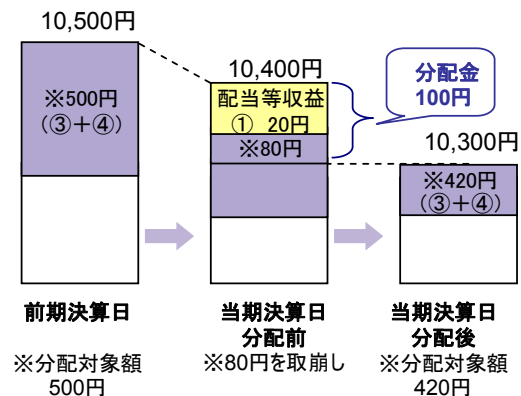 10,500円
※500円
(③+④)
前期決算日
※分配対象額
500円
10,400円
配当等収益
① 20円
※80円
当期決算日
分配前
※80円を取崩し
分配金
100円
10,300円
※420円
(③+④)
当期決算日
分配後
※分配対象額
420円